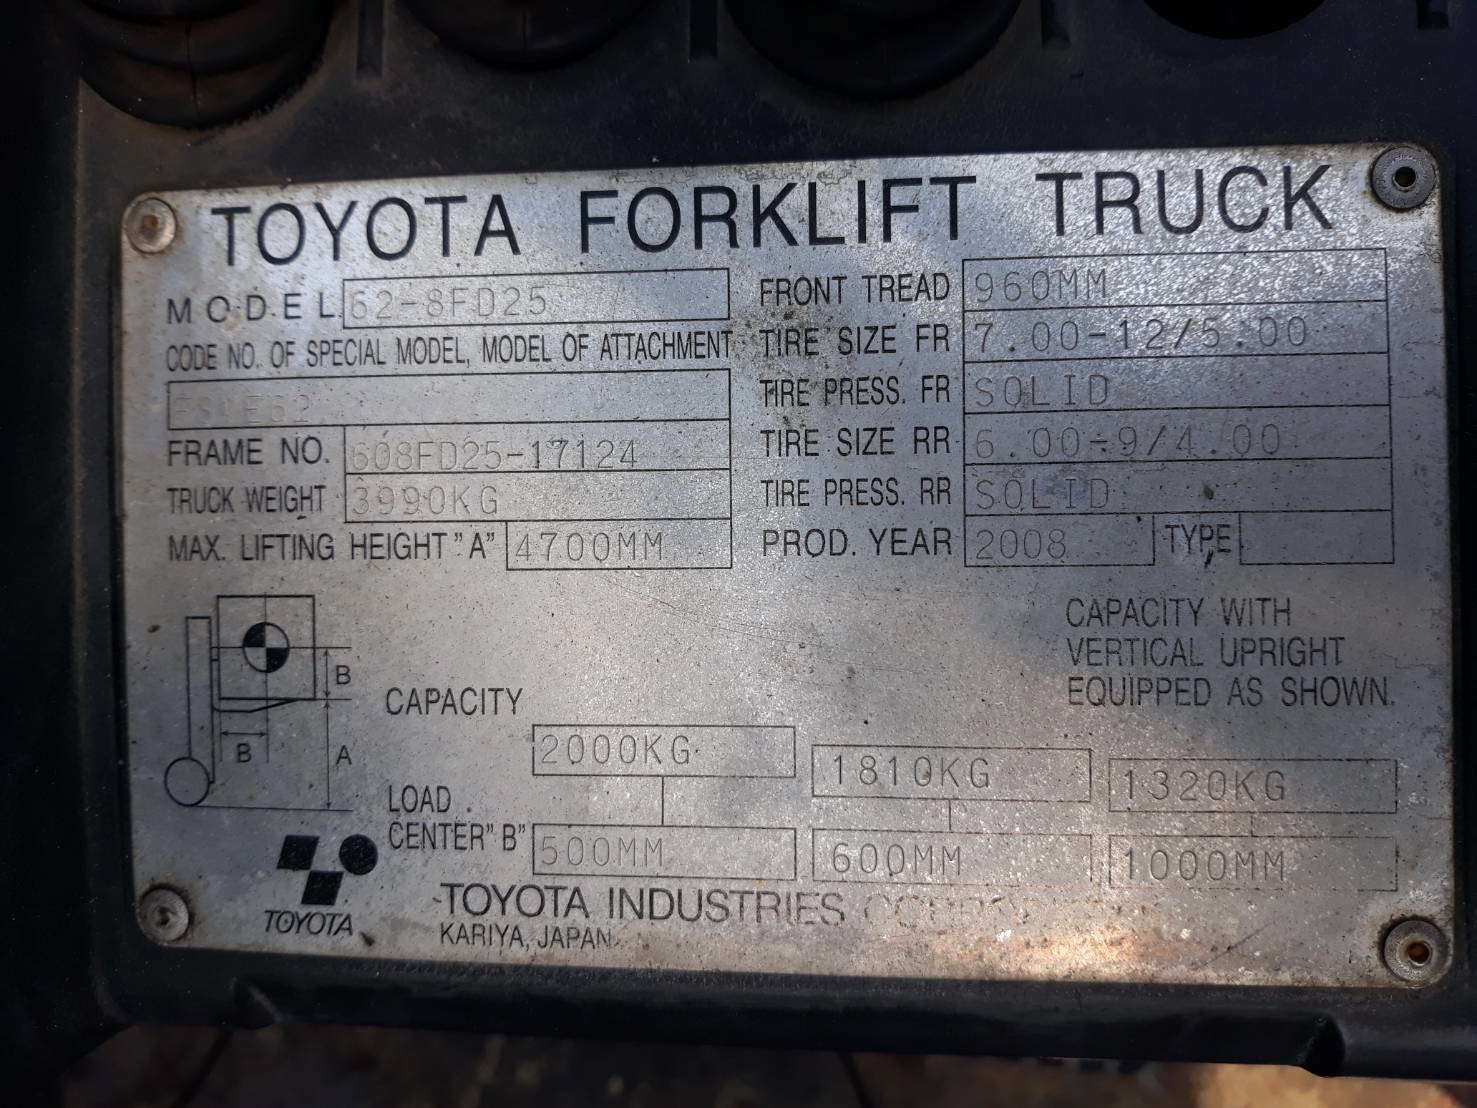 TOYOTA FORKLIFT TRUCK
MODEL 62-8FD25
CODE NO. OF SPECIAL MODEL, MODEL OF ATTACHMENT
FRAME NO. 608FD25-17124
TRUCK WEIGHT 3990KG
MAX. LIFTING HEIGHT "A" 4700MM
FRONT TREAD 960MM
TIRE SIZE FR 7.00-12/5.00
TIRE PRESS. FR SOLID
TIRE SIZE RR 6.00-9/4.00
TIRE PRESS. RR SOLID
PROD. YEAR 2008 TYPE
B
B A
CAPACITY WITH
VERTICAL UPRIGHT
EQUIPPED AS SHOWN.
CAPACITY 2000KG 1810KG 1320KG
LOAD
CENTER "B" 500MM 600MM 1000MM
TOYOTA
TOYOTA INDUSTRIES
KARIYA, JAPAN